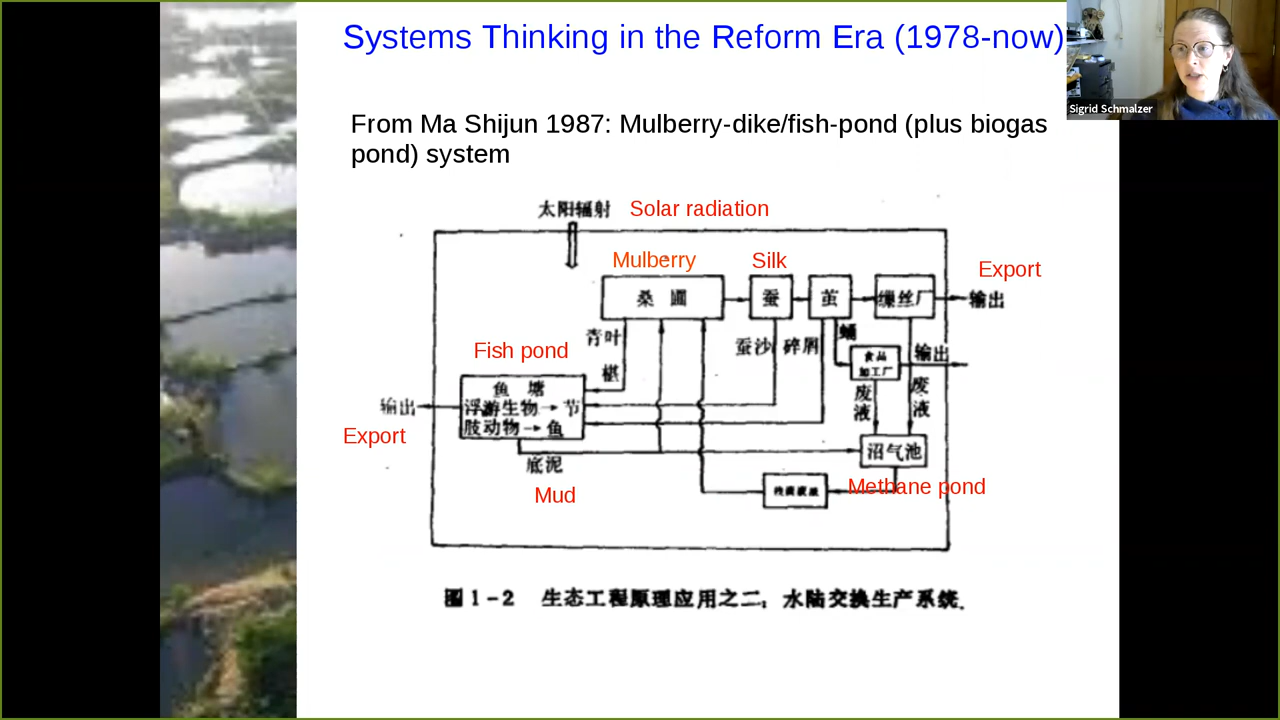 Systems Thinking in the Reform Era (1978-now)
Sigrid Schmalzer
From Ma Shijun 1987: Mulberry-dike/fish-pond (plus biogas
pond) system
太阳辐射
Solar radiation
Mulberry
Silk
Export
桑 圃
蚕
茧
缫丝厂
输出
青叶
椹
蚕沙
碎屑
蛹
食品
加工厂
输出
Fish pond
鱼 塘
浮游生物→节
肢动物→鱼
输出
Export
废液
废液
沼气池
底泥
Mud
Methane pond
图1-2 生态工程原理应用之二：水陆交换生产系统.